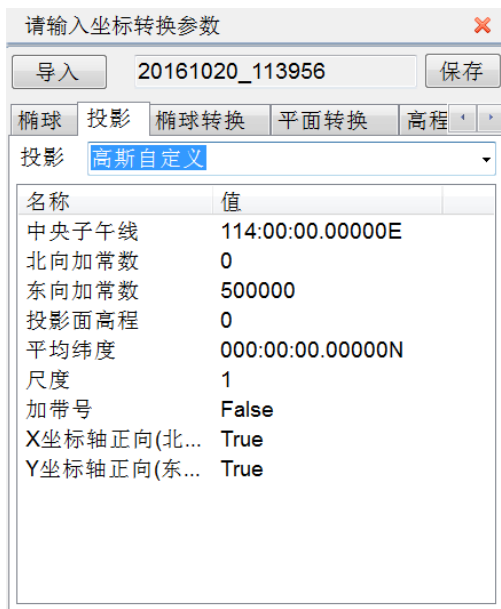 请输入坐标转换参数
导入 20161020_113956 保存
椭球 投影 椭球转换 平面转换 高程
投影 高斯自定义
名称 值
中央子午线 114:00:00.00000E
北向加常数 0
东向加常数 500000
投影面高程 0
平均纬度 000:00:00.00000N
尺度 1
加带号 False
X坐标轴正向(北... True
Y坐标轴正向(东... True